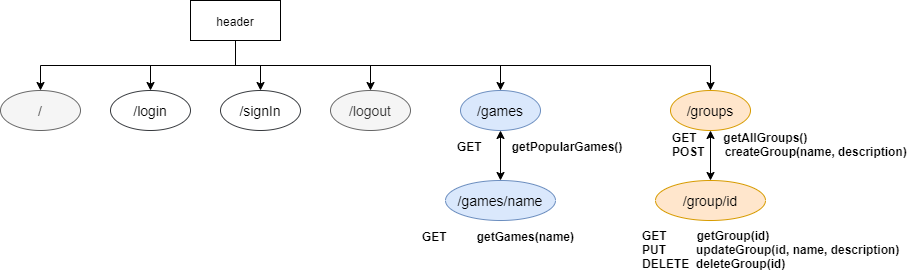 header
/
/login
/signIn
/logout
/games
/groups
GET getPopularGames()
GET getAllGroups()
POST createGroup(name, description)
/games/name
/group/id
GET getGames(name)
GET getGroup(id)
PUT updateGroup(id, name, description)
DELETE deleteGroup(id)